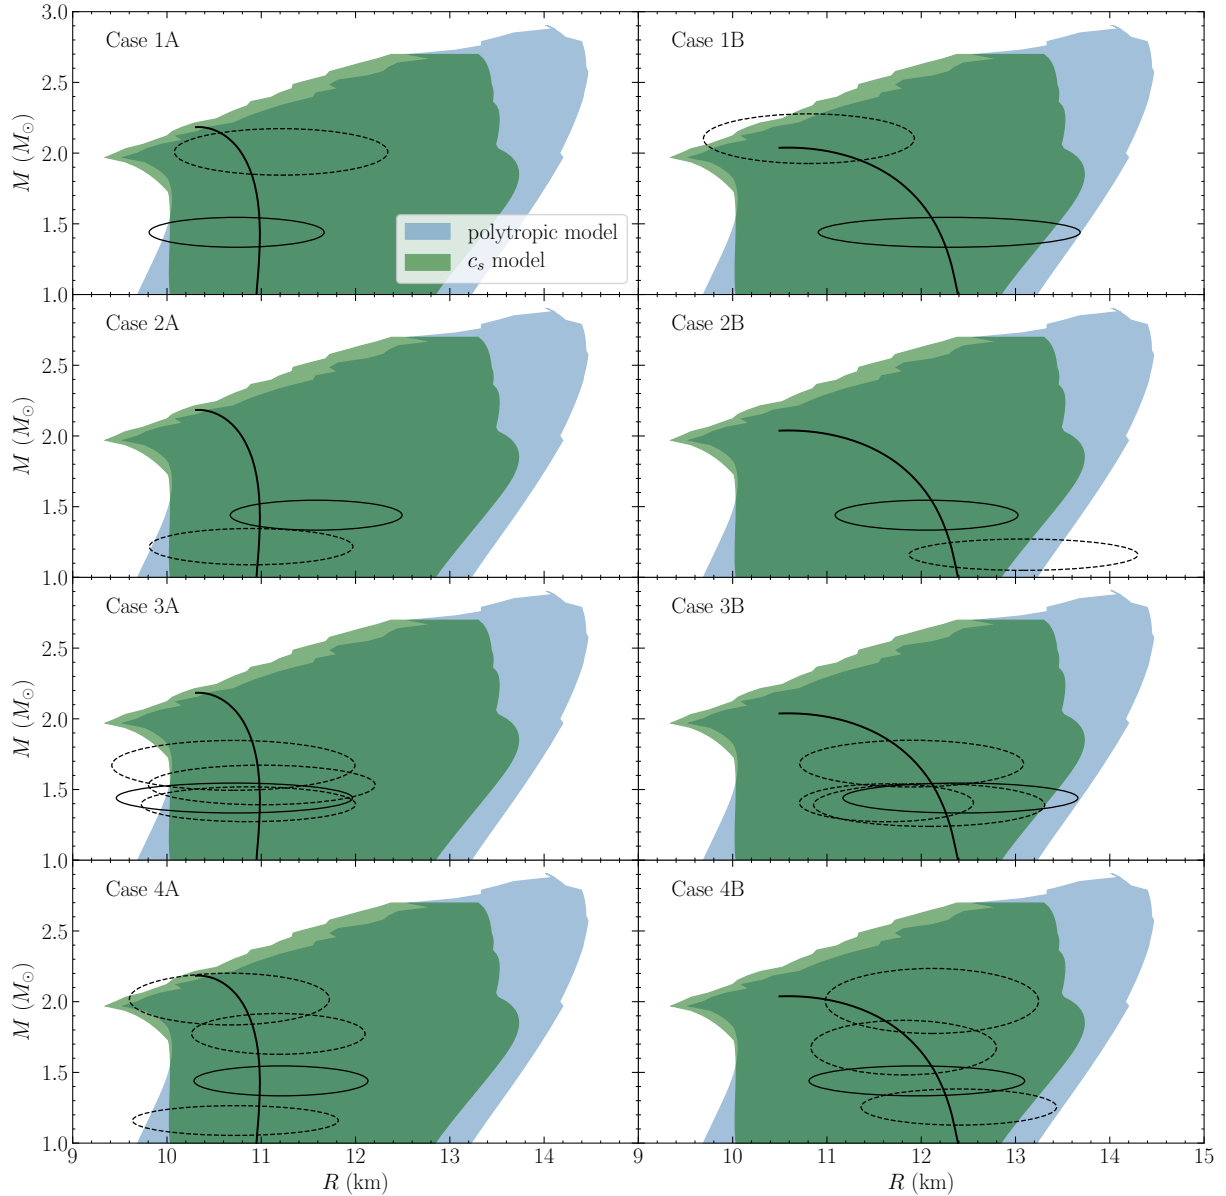 Case 1A
Case 1B
3.0
2.5
2.0
1.5
1.0
M (M⊙)
polytropic model
c_s model
Case 2A
Case 2B
2.5
2.0
1.5
1.0
M (M⊙)
Case 3A
Case 3B
2.5
2.0
1.5
1.0
M (M⊙)
Case 4A
Case 4B
2.5
2.0
1.5
1.0
M (M⊙)
9 10 11 12 13 14 9 10 11 12 13 14 15
R (km) R (km)